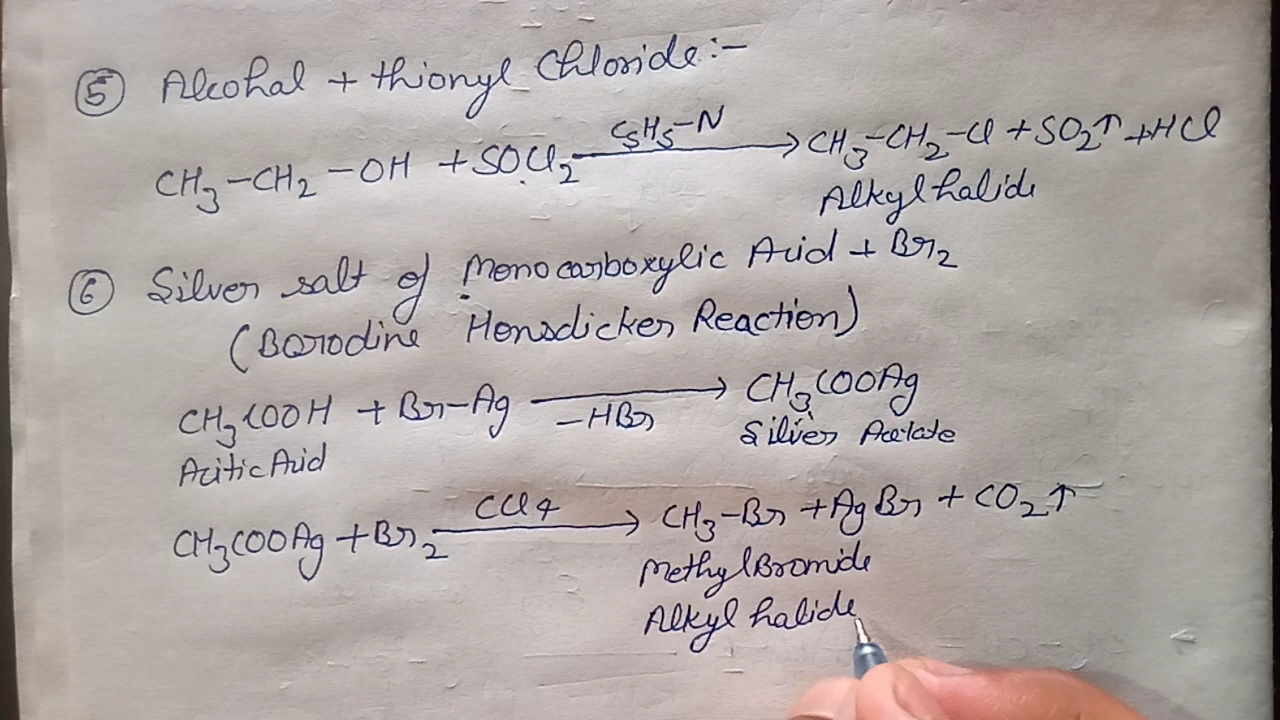 ⑤ Alcohal + thionyl Chloride:-
CH₃-CH₂-OH + SOCl₂ —C₅H₅-N→ CH₃-CH₂-Cl + SO₂↑ + HCl
Alkyl halide
⑥ Silver salt of Monocarboxylic Acid + Br₂
(Borodine Honsdicker Reaction)
CH₃COOH + Br-Ag —-HBr→ CH₃COOAg
Acitic Acid Silver Acetate
CH₃COOAg + Br₂ —CCl4→ CH₃-Br + AgBr + CO₂↑
Methyl Bromide
Alkyl halide